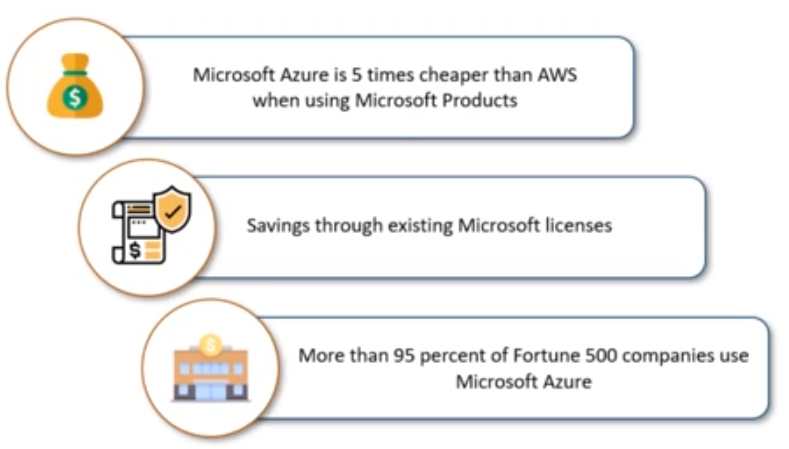 $
Microsoft Azure is 5 times cheaper than AWS
when using Microsoft Products
$
Savings through existing Microsoft licenses
$
More than 95 percent of Fortune 500 companies use
Microsoft Azure